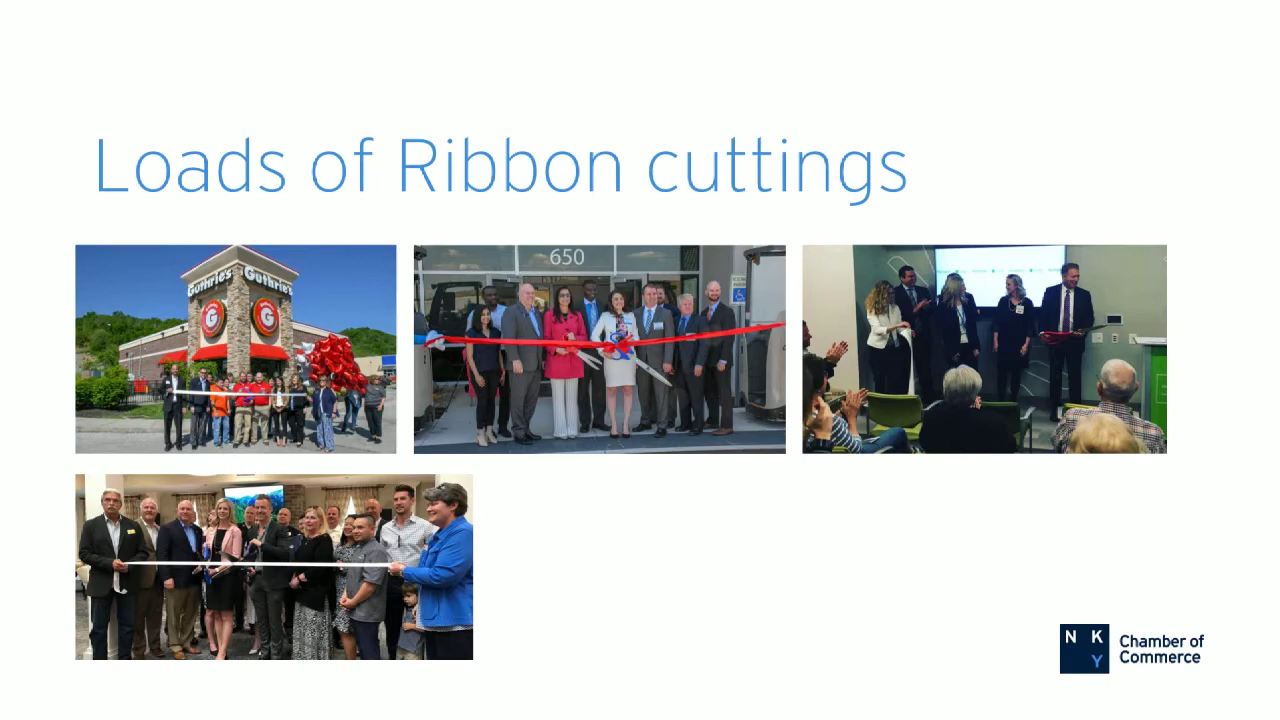 Loads of Ribbon cuttings
Guthrie's Guthrie's
G G
650
N K
Y
Chamber of
Commerce